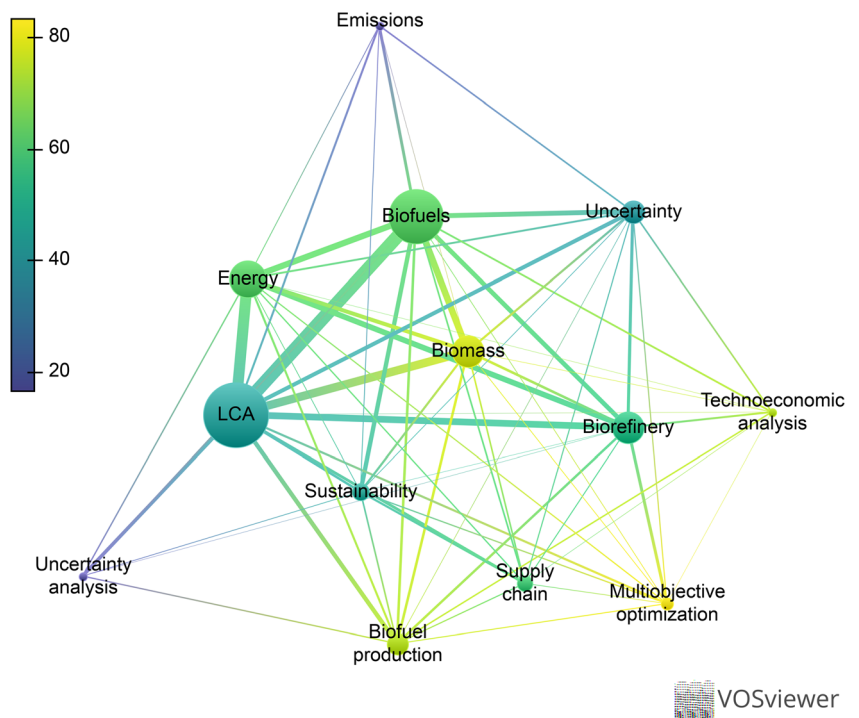 Emissions
80
60
40
20
Biofuels
Uncertainty
Energy
Biomass
LCA
Technoeconomic
analysis
Biorefinery
Sustainability
Uncertainty
analysis
Supply
chain
Multiobjective
optimization
Biofuel
production
VOSviewer